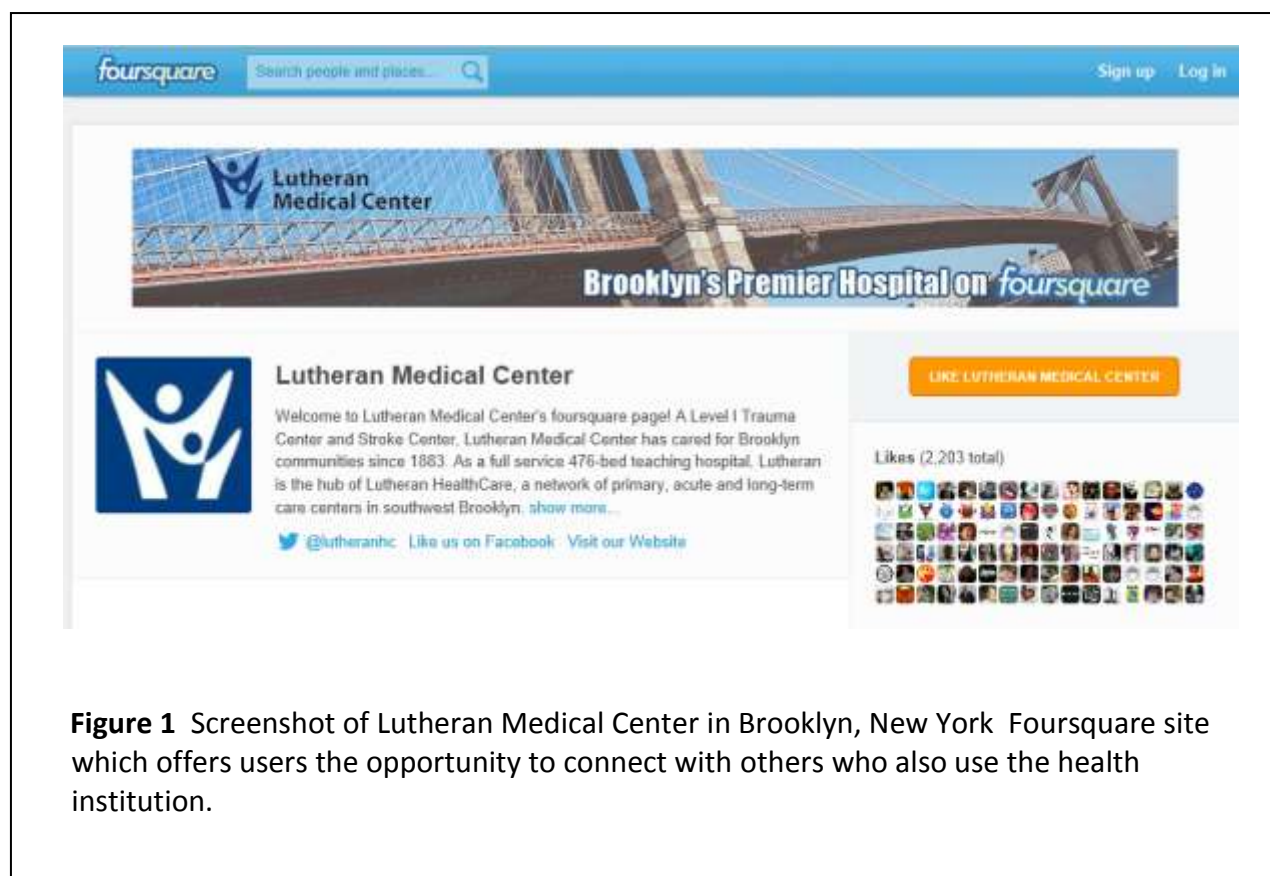 foursquare
Search people and places...
Sign up Log in
Lutheran
Medical Center
Brooklyn's Premier Hospital on foursquare
Lutheran Medical Center
Welcome to Lutheran Medical Center's foursquare page! A Level I Trauma
Center and Stroke Center, Lutheran Medical Center has cared for Brooklyn
communities since 1883. As a full service 476-bed teaching hospital, Lutheran
is the hub of Lutheran HealthCare, a network of primary, acute and long-term
care centers in southwest Brooklyn. show more...
@lutheranhc Like us on Facebook Visit our Website
LIKE LUTHERAN MEDICAL CENTER
Likes (2,203 total)
Figure 1 Screenshot of Lutheran Medical Center in Brooklyn, New York Foursquare site
which offers users the opportunity to connect with others who also use the health
institution.